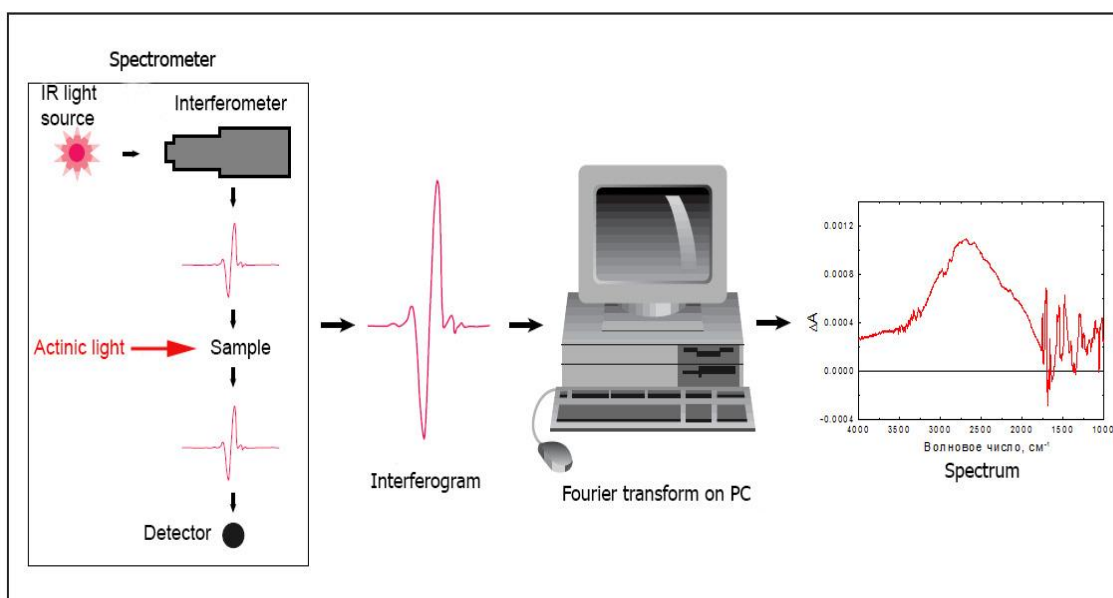 Spectrometer
IR light
source
Interferometer
Actinic light
Sample
Detector
Interferogram
Fourier transform on PC
ΔA
0.0012
0.0008
0.0004
0.0000
-0.0004
4000 3500 3000 2500 2000 1500 1000
Волновое число, см⁻¹
Spectrum